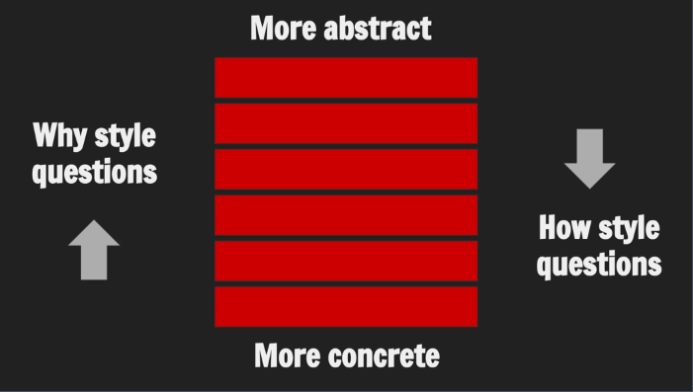 More abstract
Why style
questions
How style
questions
More concrete